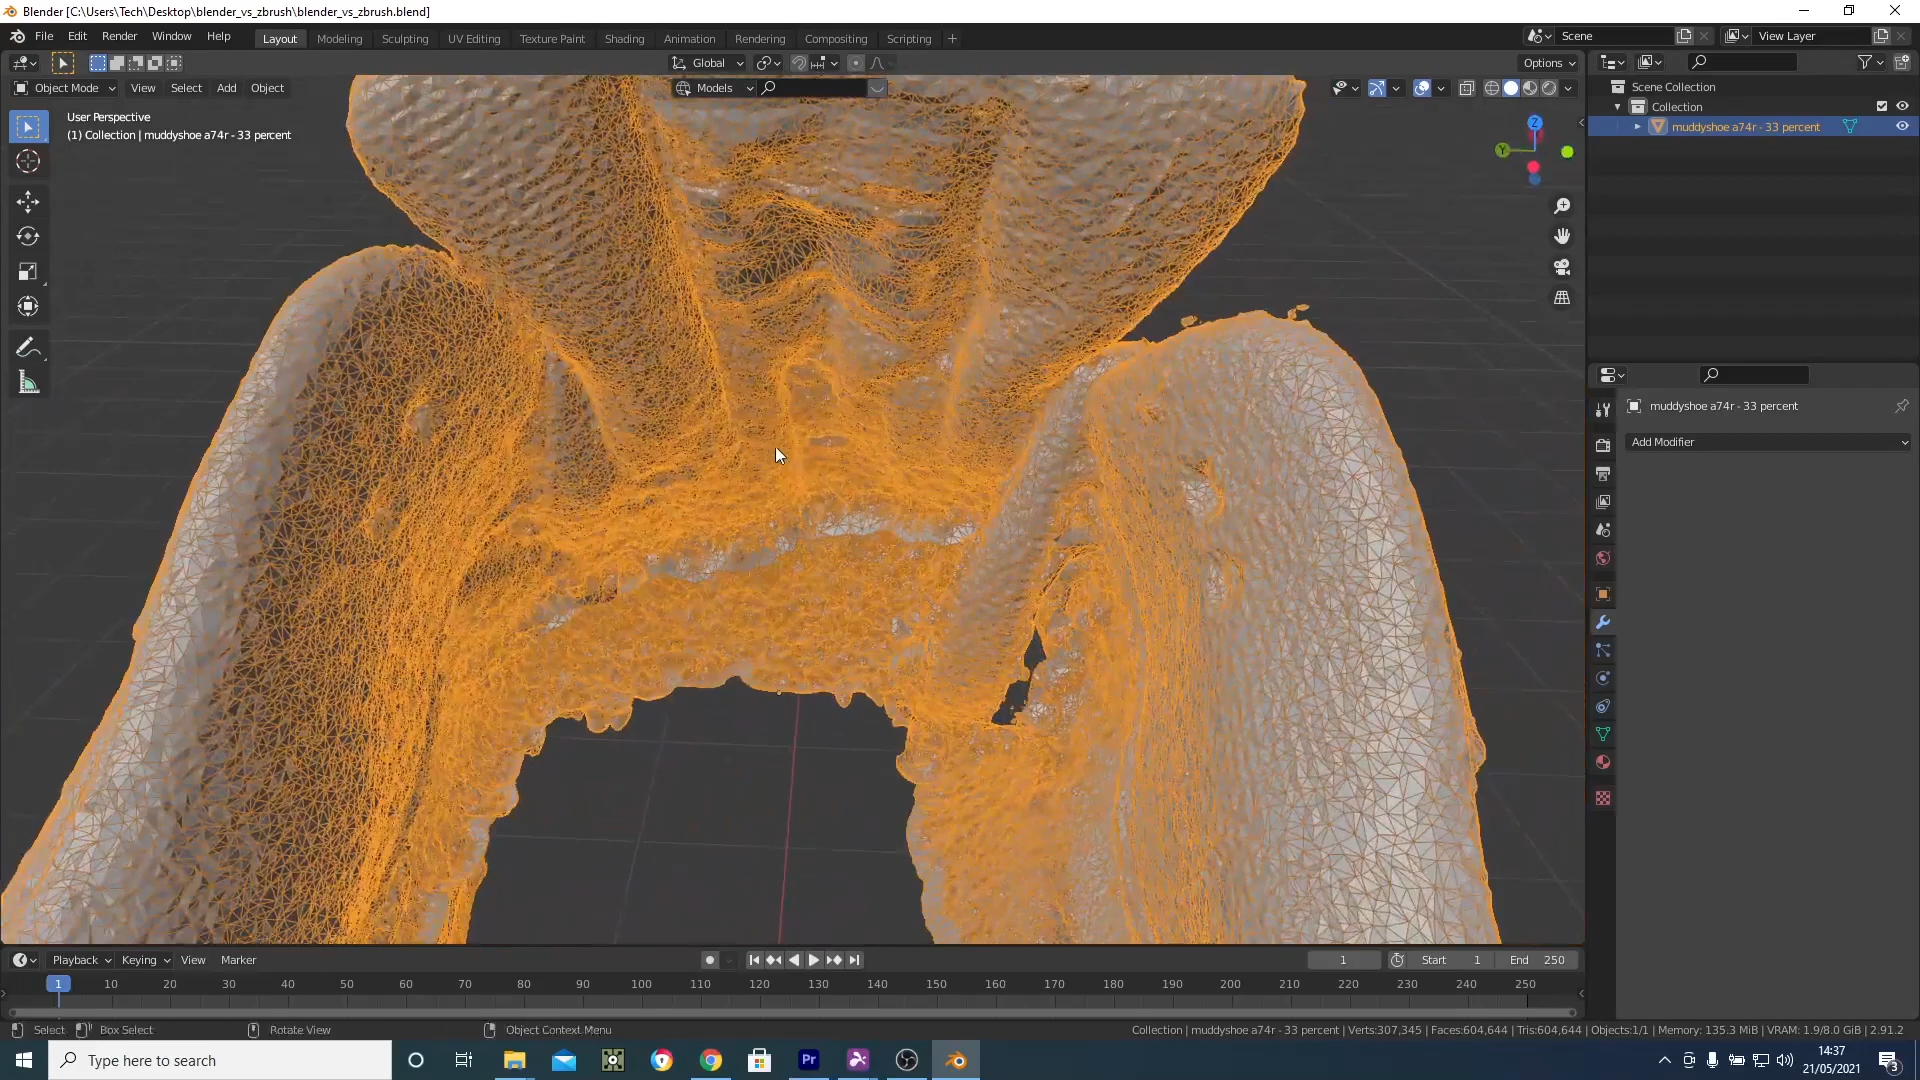 Blender [C:\Users\Tech\Desktop\blender_vs_zbrush\blender_vs_zbrush.blend]
File Edit Render Window Help Layout Modeling Sculpting UV Editing Texture Paint Shading Animation Rendering Compositing Scripting + Scene View Layer
Global Options
Object Mode View Select Add Object Models
Scene Collection
Collection
muddyshoe a74r - 33 percent
User Perspective
(1) Collection | muddyshoe a74r - 33 percent
Z
Y
muddyshoe a74r - 33 percent
Add Modifier
Playback Keying View Marker 1 Start 1 End 250
1 10 20 30 40 50 60 70 80 90 100 110 120 130 140 150 160 170 180 190 200 210 220 230 240 250
Select Box Select Rotate View Object Context Menu Collection | muddyshoe a74r - 33 percent | Verts:307,345 | Faces:604,644 | Tris:604,644 | Objects:1/1 | Memory: 135.3 MiB | VRAM: 1.9/8.0 GiB | 2.91.2
Type here to search Pr 14:37
21/05/2021 3